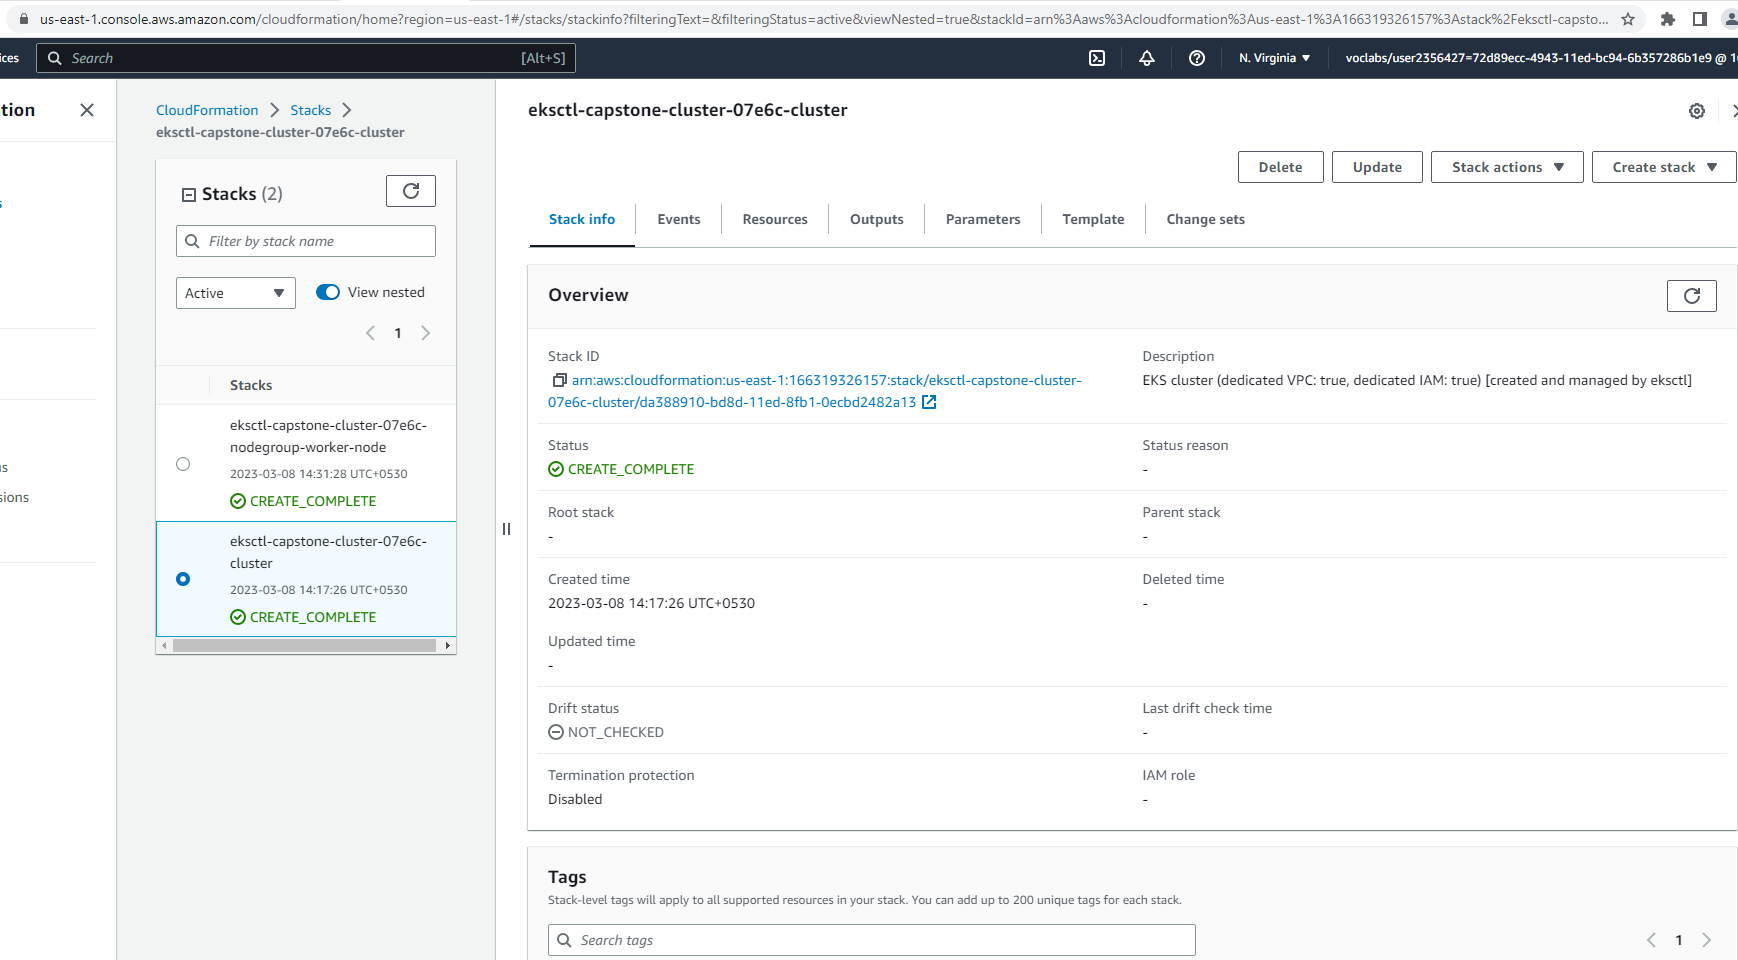 us-east-1.console.aws.amazon.com/cloudformation/home?region=us-east-1#/stacks/stackinfo?filteringText=&filteringStatus=active&viewNested=true&stackId=arn%3Aaws%3Acloudformation%3Aus-east-1%3A166319326157%3Astack%2Feksctl-capsto...
ices
Search
[Alt+S]
N. Virginia
voclabs/user2356427=72d89ecc-4943-11ed-bc94-6b357286b1e9 @ 1
tion
CloudFormation
Stacks
eksctl-capstone-cluster-07e6c-cluster
Stacks (2)
Filter by stack name
Active
View nested
1
Stacks
eksctl-capstone-cluster-07e6c-
nodegroup-worker-node
2023-03-08 14:31:28 UTC+0530
CREATE_COMPLETE
eksctl-capstone-cluster-07e6c-
cluster
2023-03-08 14:17:26 UTC+0530
CREATE_COMPLETE
s
ns
sions
eksctl-capstone-cluster-07e6c-cluster
Delete
Update
Stack actions
Create stack
Stack info
Events
Resources
Outputs
Parameters
Template
Change sets
Overview
Stack ID
arn:aws:cloudformation:us-east-1:166319326157:stack/eksctl-capstone-cluster-
07e6c-cluster/da388910-bd8d-11ed-8fb1-0ecbd2482a13
Description
EKS cluster (dedicated VPC: true, dedicated IAM: true) [created and managed by eksctl]
Status
CREATE_COMPLETE
Status reason
-
Root stack
-
Parent stack
-
Created time
2023-03-08 14:17:26 UTC+0530
Deleted time
-
Updated time
-
Drift status
NOT_CHECKED
Last drift check time
-
Termination protection
Disabled
IAM role
-
Tags
Stack-level tags will apply to all supported resources in your stack. You can add up to 200 unique tags for each stack.
Search tags
1